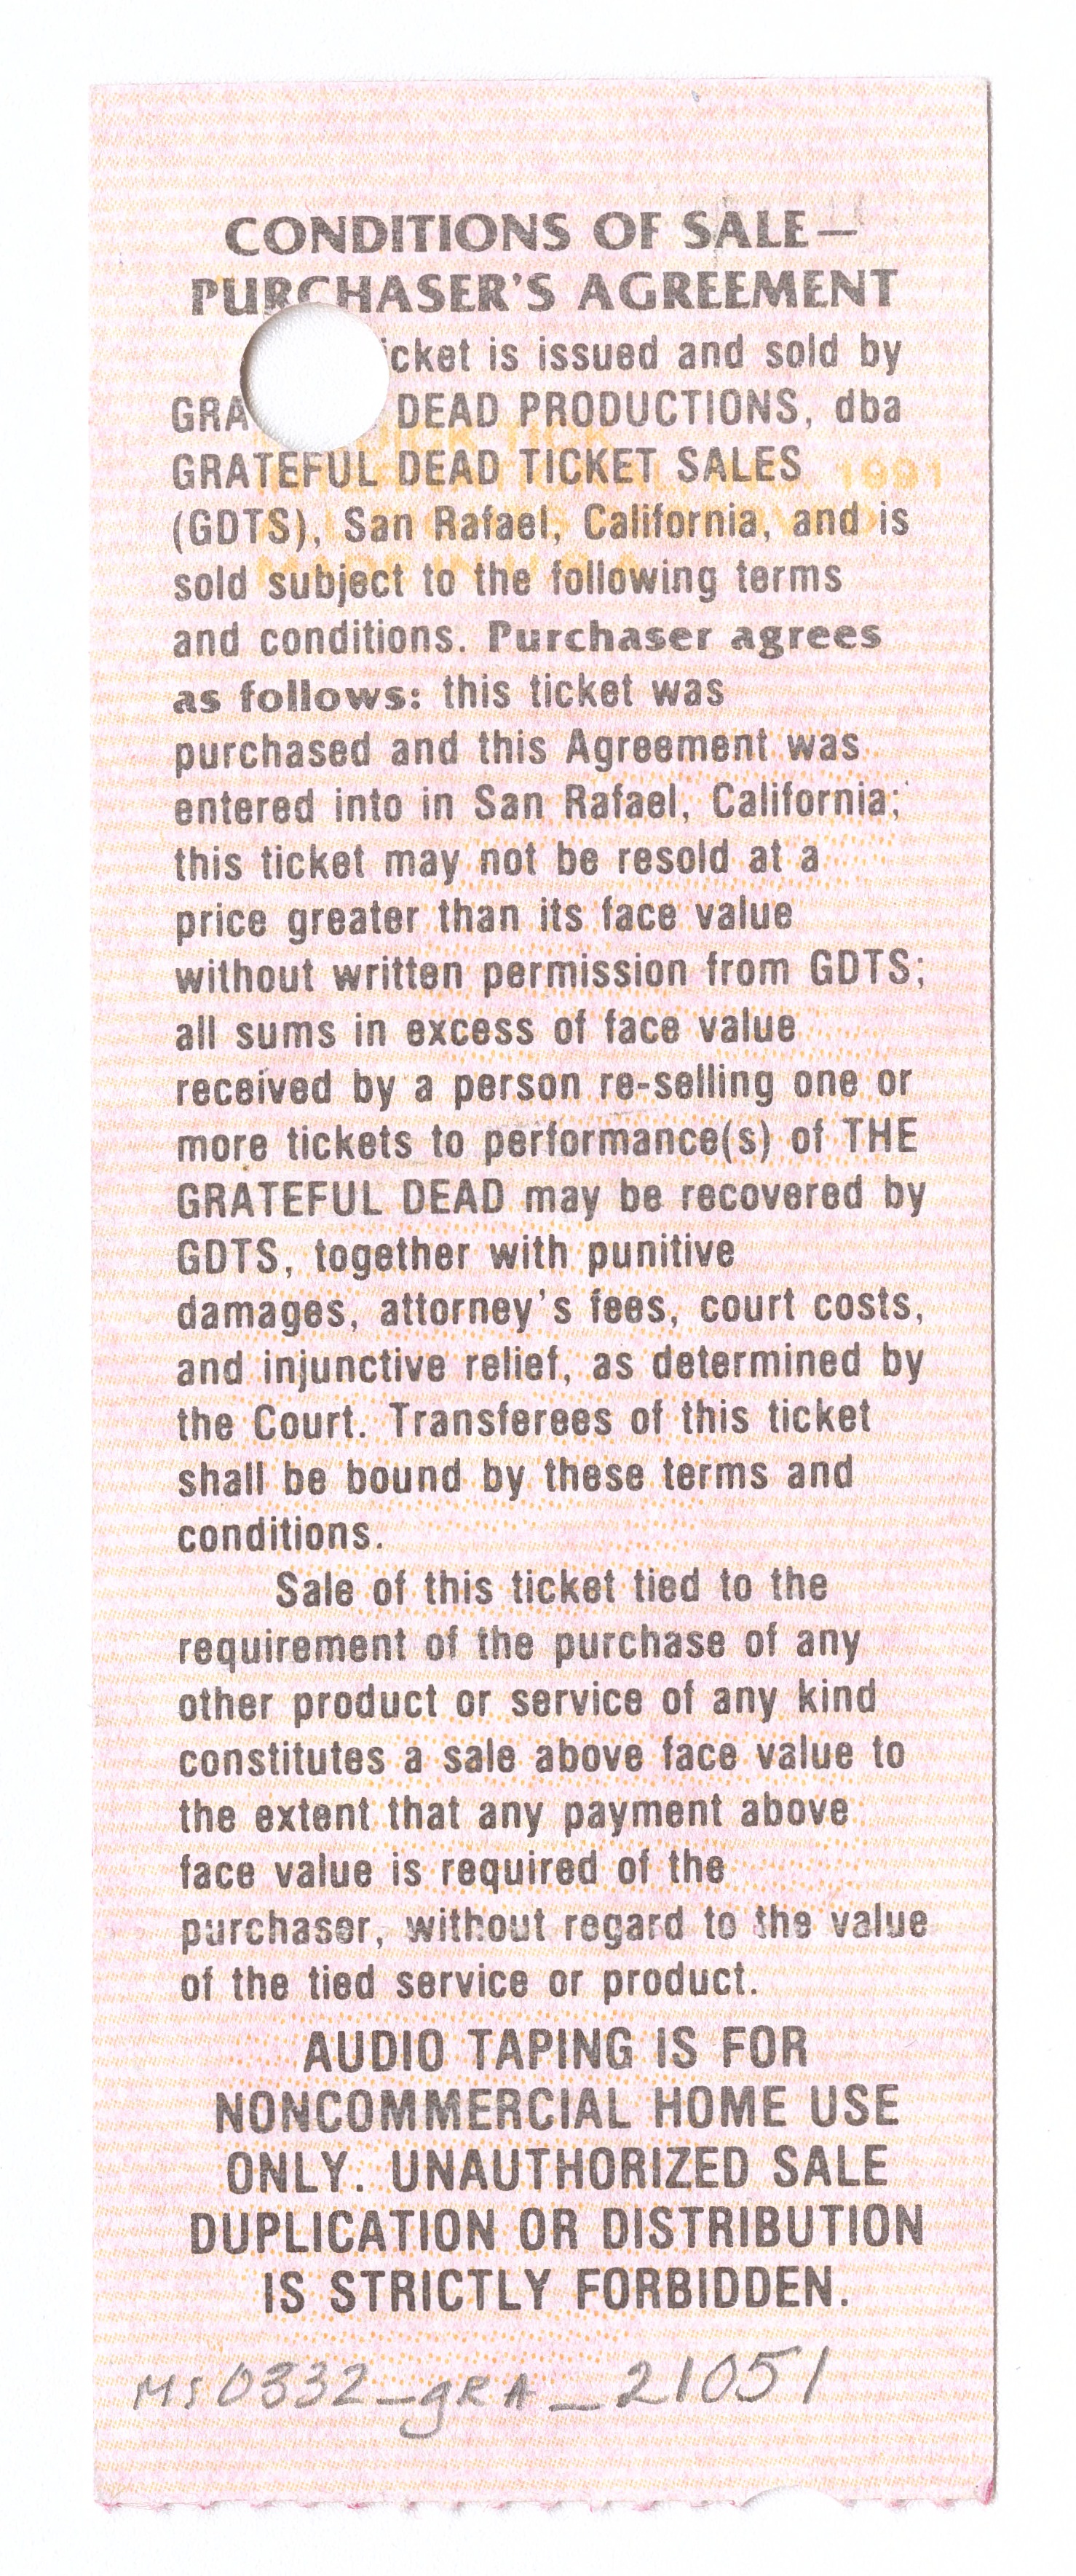 CONDITIONS OF SALE—
PURCHASER'S AGREEMENT
icket is issued and sold by
GRA DEAD PRODUCTIONS, dba
GRATEFUL DEAD TICKET SALES
1991
(GDTS), San Rafael, California, and is
sold subject to the following terms
and conditions. Purchaser agrees
as follows: this ticket was
purchased and this Agreement was
entered into in San Rafael, California;
this ticket may not be resold at a
price greater than its face value
without written permission from GDTS;
all sums in excess of face value
received by a person re-selling one or
more tickets to performance(s) of THE
GRATEFUL DEAD may be recovered by
GDTS, together with punitive
damages, attorney's fees, court costs,
and injunctive relief, as determined by
the Court. Transferees of this ticket
shall be bound by these terms and
conditions.
Sale of this ticket tied to the
requirement of the purchase of any
other product or service of any kind
constitutes a sale above face value to
the extent that any payment above
face value is required of the
purchaser, without regard to the value
of the tied service or product.
AUDIO TAPING IS FOR
NONCOMMERCIAL HOME USE
ONLY. UNAUTHORIZED SALE
DUPLICATION OR DISTRIBUTION
IS STRICTLY FORBIDDEN.
MS0332_gRA_21051